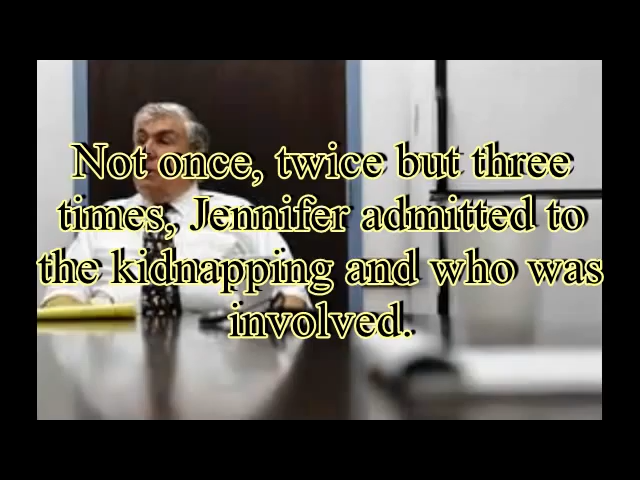 Not once, twice but three
times, Jennifer admitted to
the kidnapping and who was
involved.